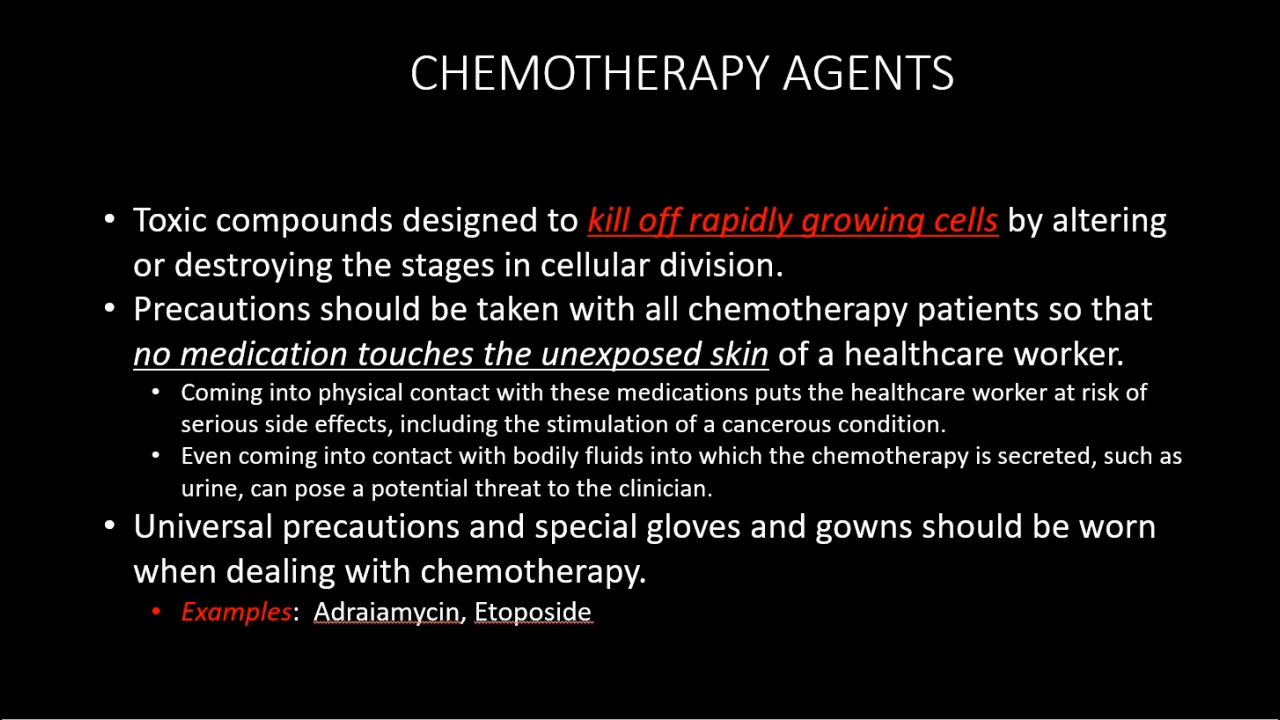 CHEMOTHERAPY AGENTS
• Toxic compounds designed to kill off rapidly growing cells by altering
or destroying the stages in cellular division.
• Precautions should be taken with all chemotherapy patients so that
no medication touches the unexposed skin of a healthcare worker.
• Coming into physical contact with these medications puts the healthcare worker at risk of
serious side effects, including the stimulation of a cancerous condition.
• Even coming into contact with bodily fluids into which the chemotherapy is secreted, such as
urine, can pose a potential threat to the clinician.
• Universal precautions and special gloves and gowns should be worn
when dealing with chemotherapy.
• Examples: Adraiamycin, Etoposide